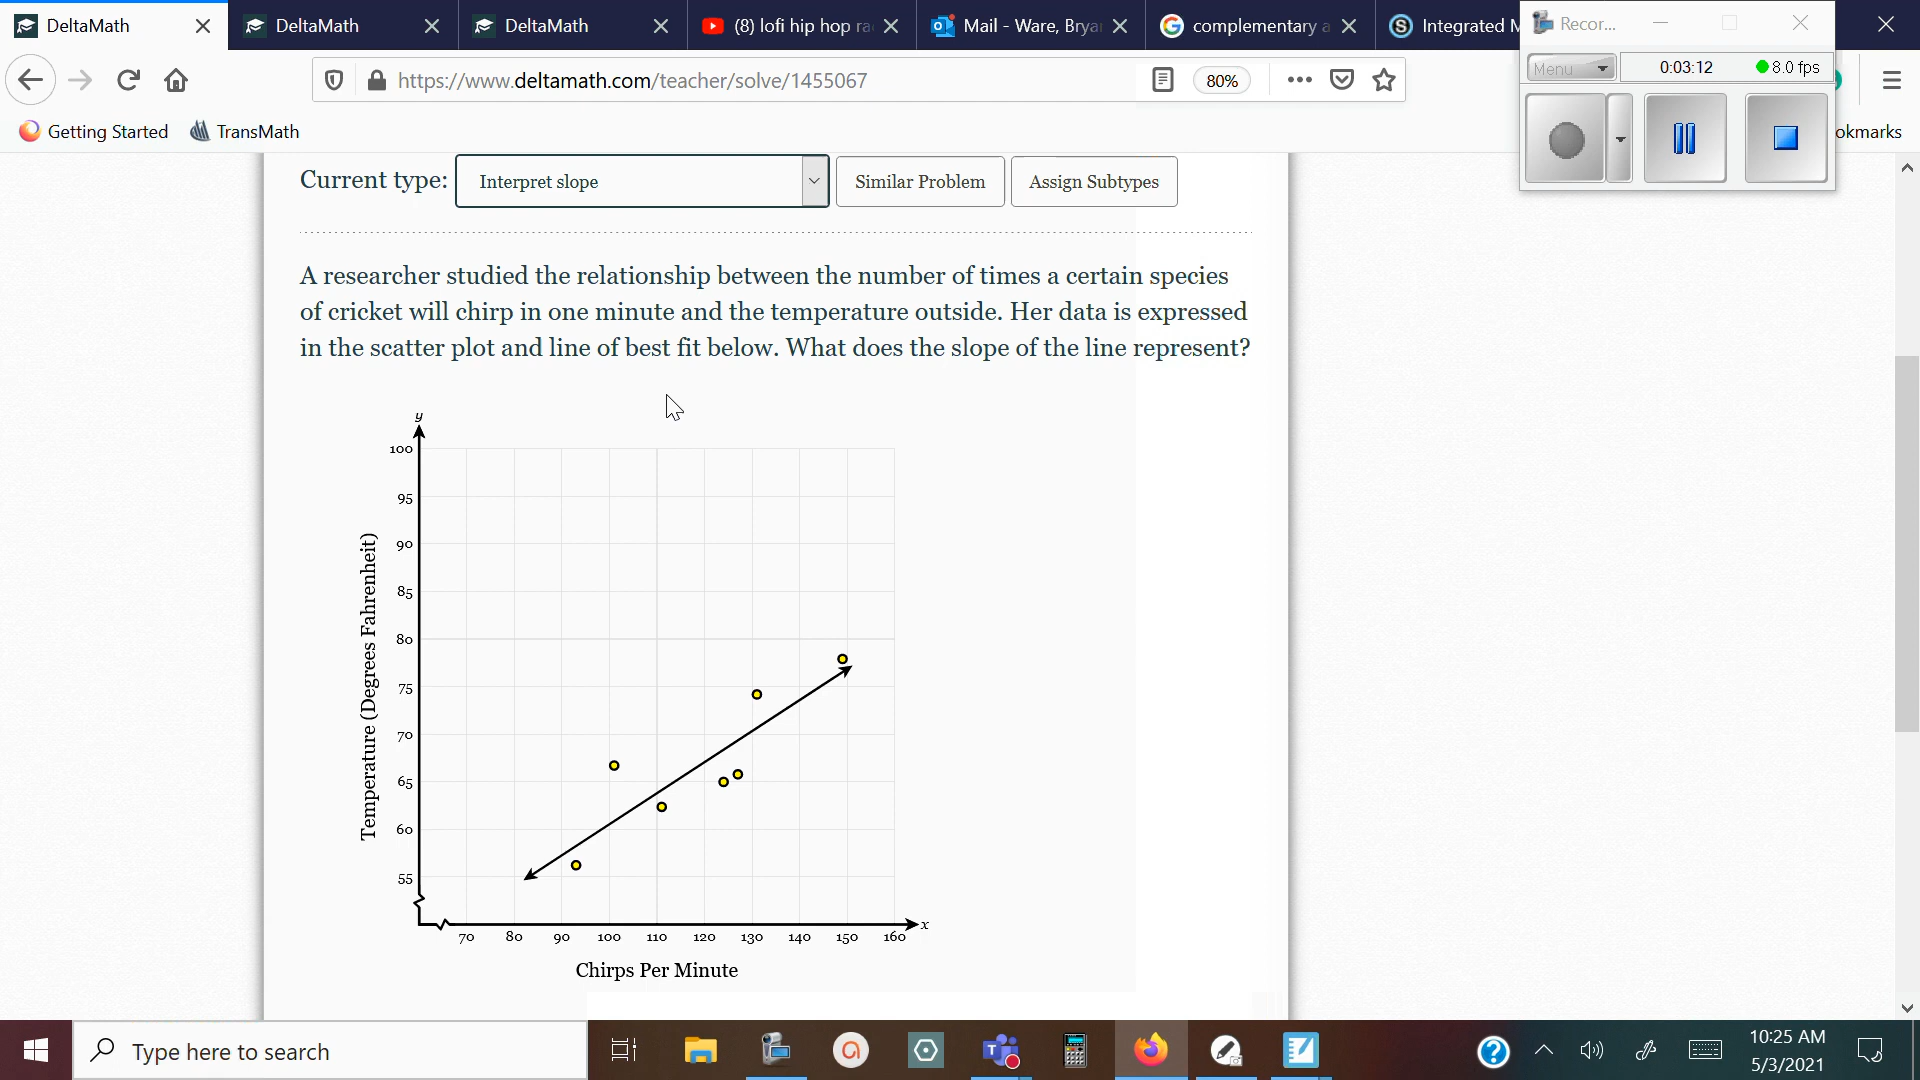 DeltaMath
DeltaMath
DeltaMath
(8) lofi hip hop ra
Mail - Ware, Brya
complementary a
Integrated M
Recor...
https://www.deltamath.com/teacher/solve/1455067
80%
Menu
0:03:12
8.0 fps
Getting Started
TransMath
okmarks
Current type:
Interpret slope
Similar Problem
Assign Subtypes
A researcher studied the relationship between the number of times a certain species
of cricket will chirp in one minute and the temperature outside. Her data is expressed
in the scatter plot and line of best fit below. What does the slope of the line represent?
y
100
95
90
85
80
75
70
65
60
55
Temperature (Degrees Fahrenheit)
70 80 90 100 110 120 130 140 150 160 x
Chirps Per Minute
Type here to search
10:25 AM
5/3/2021